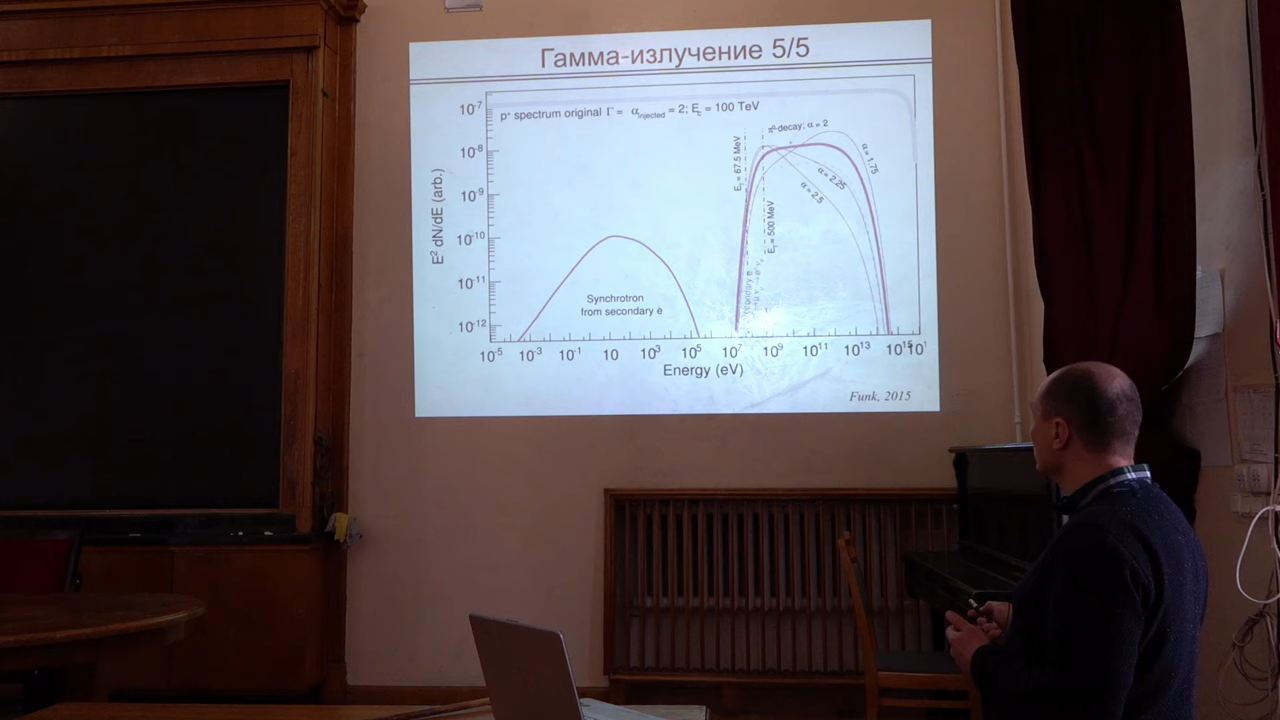 Гамма-излучение 5/5
p⁺ spectrum original Γ = α_injected = 2; E_c = 100 TeV
E² dN/dE (arb.)
10⁻⁷
10⁻⁸
10⁻⁹
10⁻¹⁰
10⁻¹¹
10⁻¹²
π⁰-decay; α = 2
α = 1.75
α = 2.25
α = 2.5
E = 67.5 MeV
E = 500 MeV
Synchrotron
from secondary e
10⁻⁵ 10⁻³ 10⁻¹ 10 10³ 10⁵ 10⁷ 10⁹ 10¹¹ 10¹³ 10¹⁵
Energy (eV)
Funk, 2015